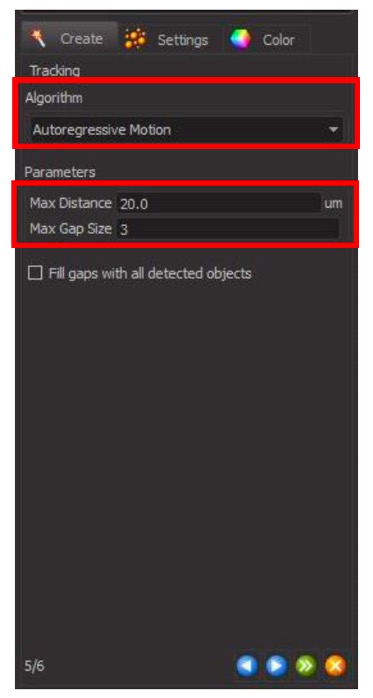 Create Settings Color
Tracking
Algorithm
Autoregressive Motion
Parameters
Max Distance 20.0 um
Max Gap Size 3
Fill gaps with all detected objects
5/6